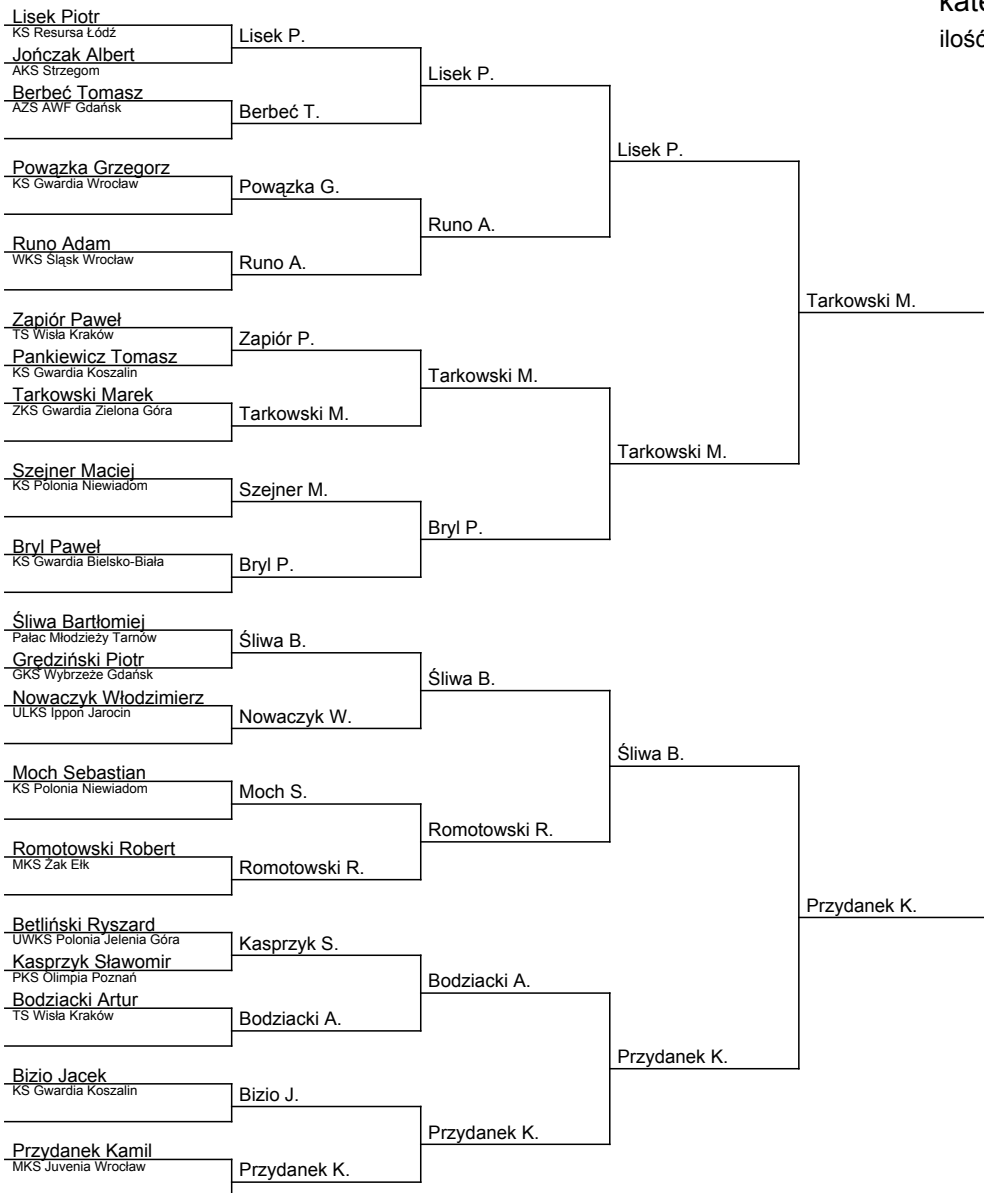 kate
ilość
Lisek Piotr
KS Resursa Łódź
Lisek P.
Jończak Albert
AKS Strzegom
Lisek P.
Berbeć Tomasz
AZS AWF Gdańsk
Berbeć T.
Lisek P.
Powązka Grzegorz
KS Gwardia Wrocław
Powązka G.
Runo A.
Runo Adam
WKS Śląsk Wrocław
Runo A.
Tarkowski M.
Zapiór Paweł
TS Wisła Kraków
Zapiór P.
Pankiewicz Tomasz
KS Gwardia Koszalin
Tarkowski M.
Tarkowski Marek
ZKS Gwardia Zielona Góra
Tarkowski M.
Tarkowski M.
Szejner Maciej
KS Polonia Niewiadom
Szejner M.
Bryl P.
Bryl Paweł
KS Gwardia Bielsko-Biała
Bryl P.
Śliwa Bartłomiej
Pałac Młodzieży Tarnów
Śliwa B.
Grędziński Piotr
GKS Wybrzeże Gdańsk
Śliwa B.
Nowaczyk Włodzimierz
ULKS Ippon Jarocin
Nowaczyk W.
Śliwa B.
Moch Sebastian
KS Polonia Niewiadom
Moch S.
Romotowski R.
Romotowski Robert
MKS Żak Ełk
Romotowski R.
Przydanek K.
Betliński Ryszard
UWKS Polonia Jelenia Góra
Kasprzyk S.
Kasprzyk Sławomir
PKS Olimpia Poznań
Bodziacki A.
Bodziacki Artur
TS Wisła Kraków
Bodziacki A.
Przydanek K.
Bizio Jacek
KS Gwardia Koszalin
Bizio J.
Przydanek K.
Przydanek Kamil
MKS Juvenia Wrocław
Przydanek K.